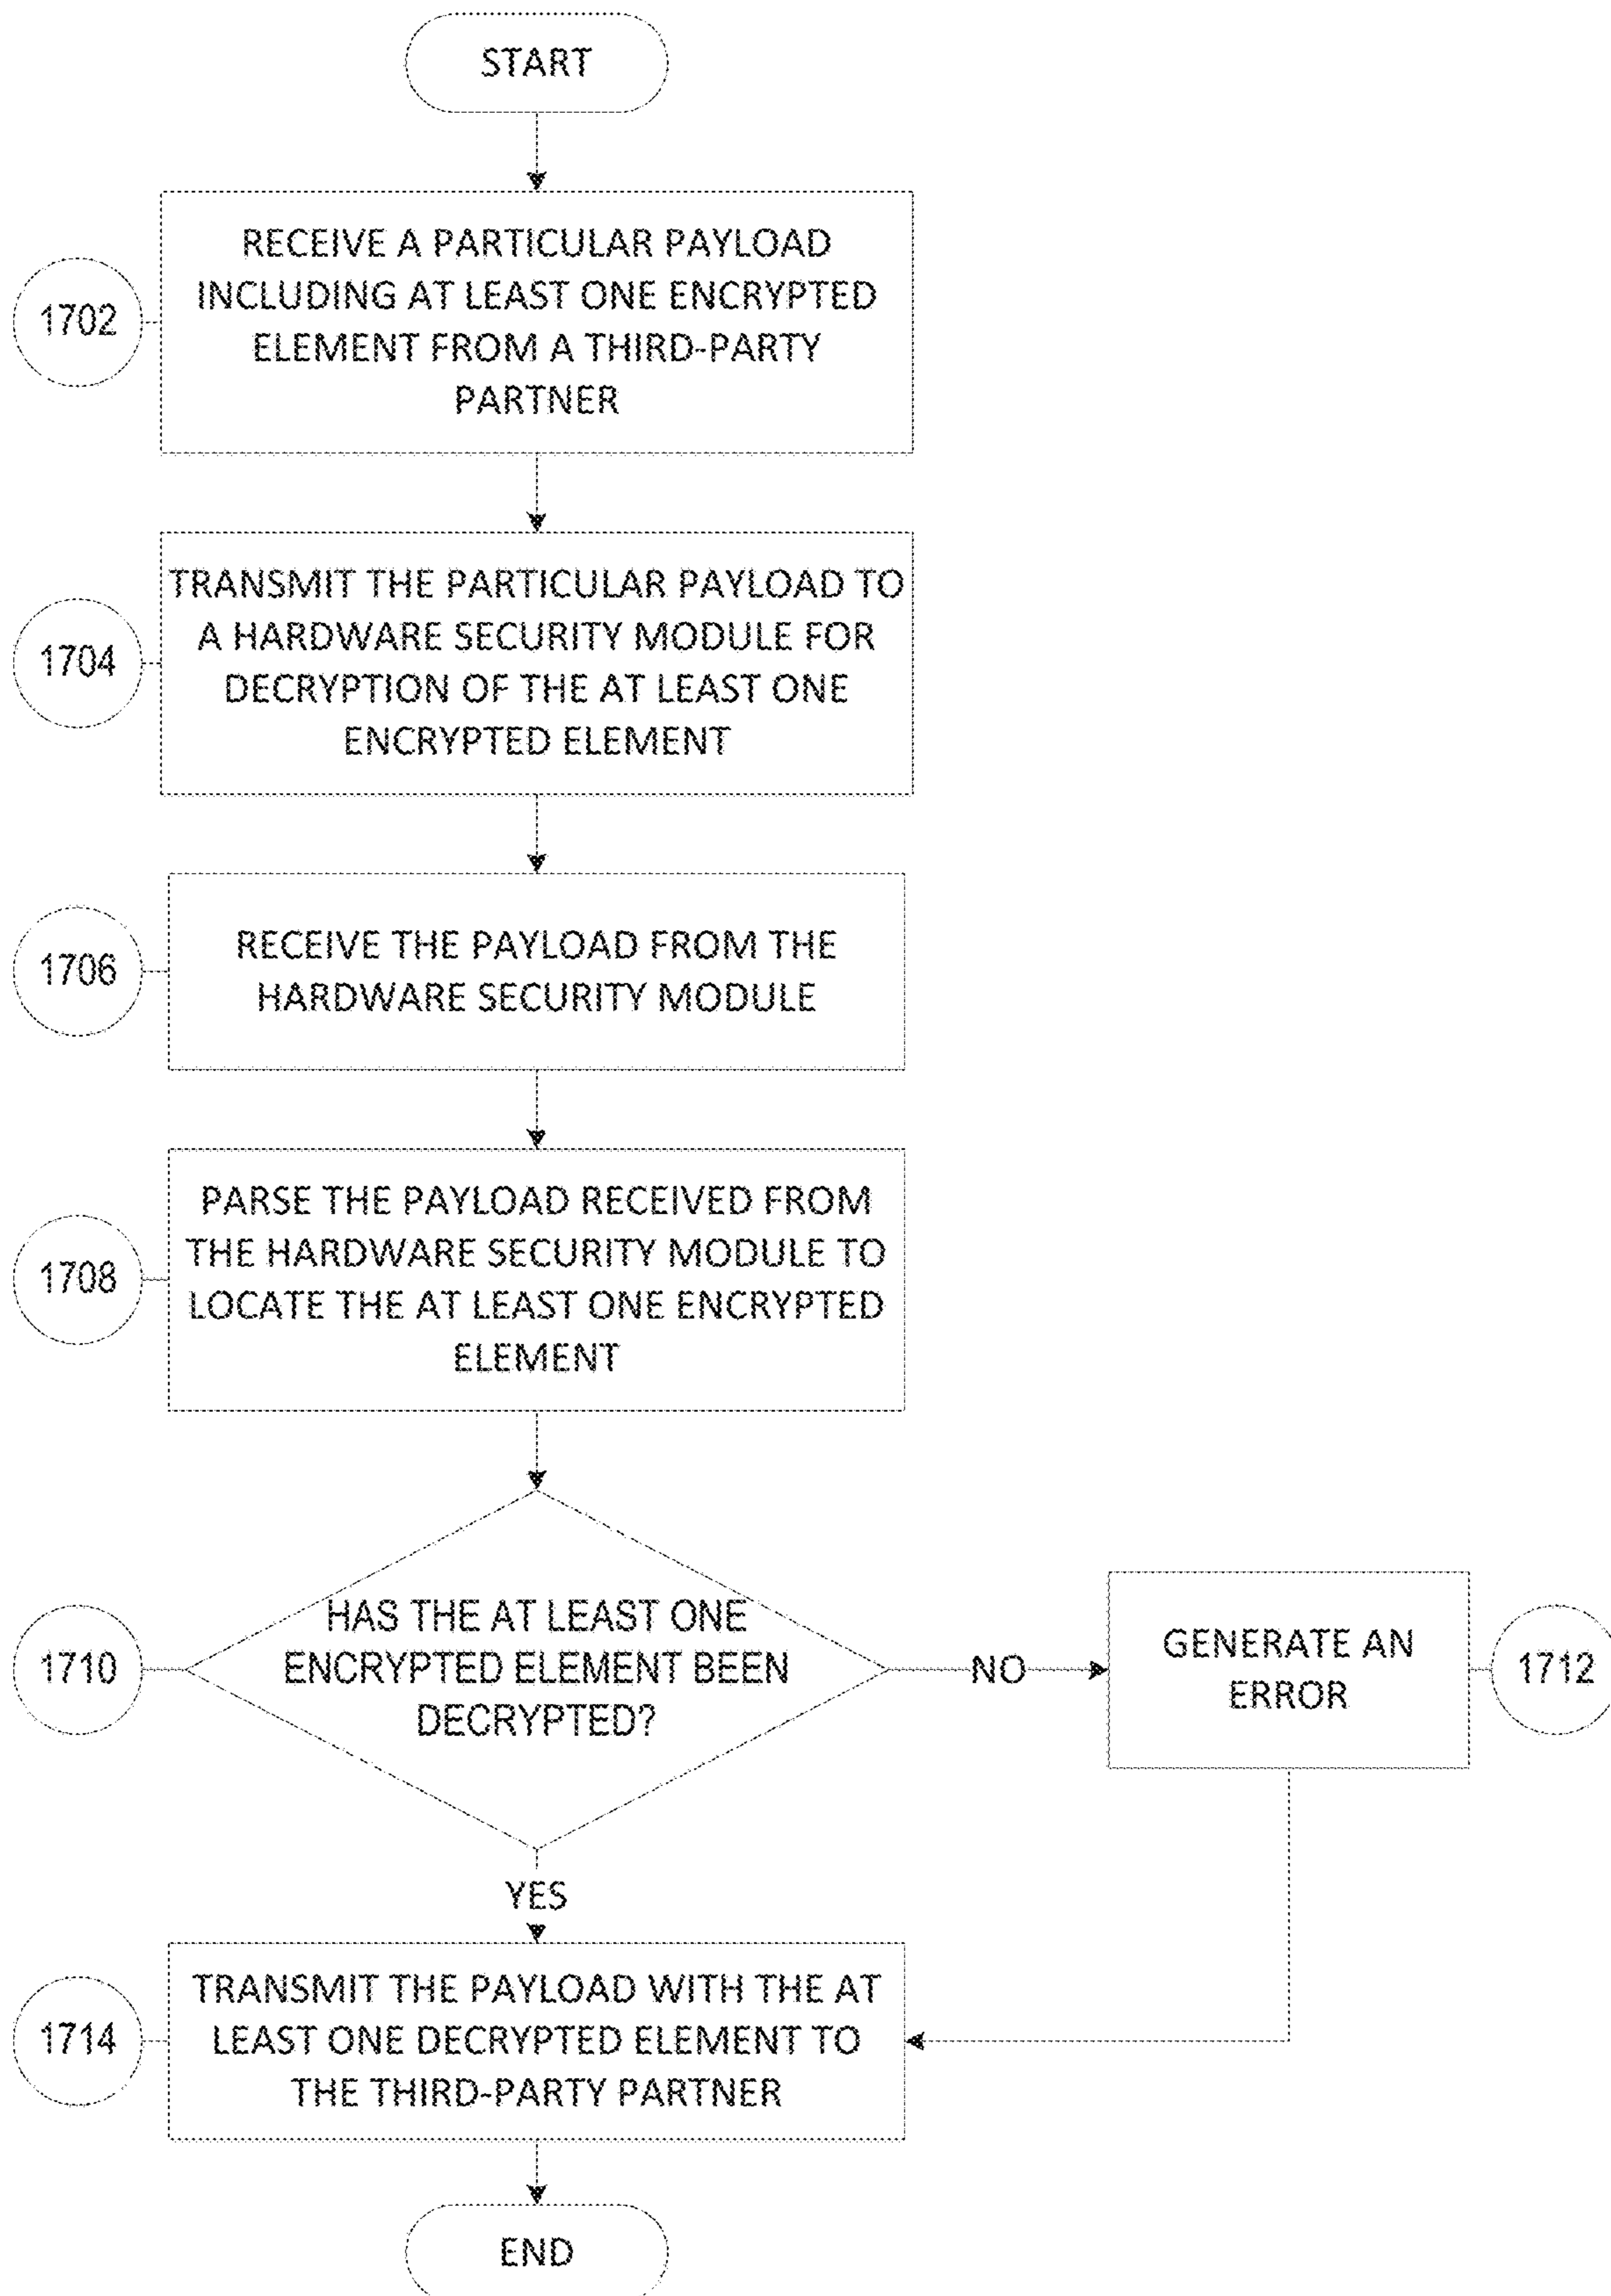 START
RECEIVE A PARTICULAR PAYLOAD
INCLUDING AT LEAST ONE ENCRYPTED
ELEMENT FROM A THIRD-PARTY
PARTNER
1702
TRANSMIT THE PARTICULAR PAYLOAD TO
A HARDWARE SECURITY MODULE FOR
DECRYPTION OF THE AT LEAST ONE
ENCRYPTED ELEMENT
1704
RECEIVE THE PAYLOAD FROM THE
HARDWARE SECURITY MODULE
1706
PARSE THE PAYLOAD RECEIVED FROM
THE HARDWARE SECURITY MODULE TO
LOCATE THE AT LEAST ONE ENCRYPTED
ELEMENT
1708
HAS THE AT LEAST ONE
ENCRYPTED ELEMENT BEEN
DECRYPTED?
1710
NO
GENERATE AN
ERROR
1712
YES
TRANSMIT THE PAYLOAD WITH THE AT
LEAST ONE DECRYPTED ELEMENT TO
THE THIRD-PARTY PARTNER
1714
END